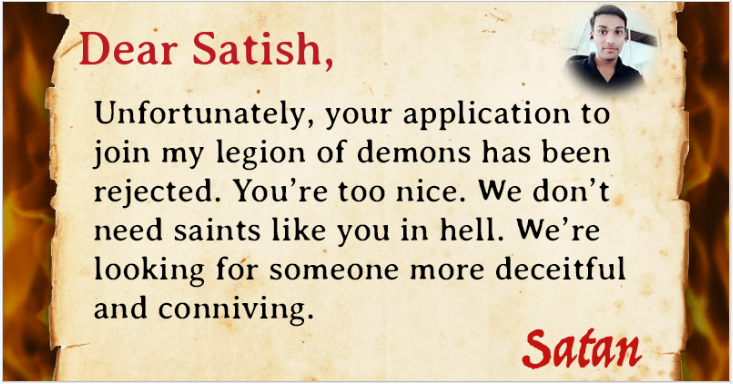 Dear Satish,
Unfortunately, your application to
join my legion of demons has been
rejected. You’re too nice. We don’t
need saints like you in hell. We’re
looking for someone more deceitful
and conniving.
Satan